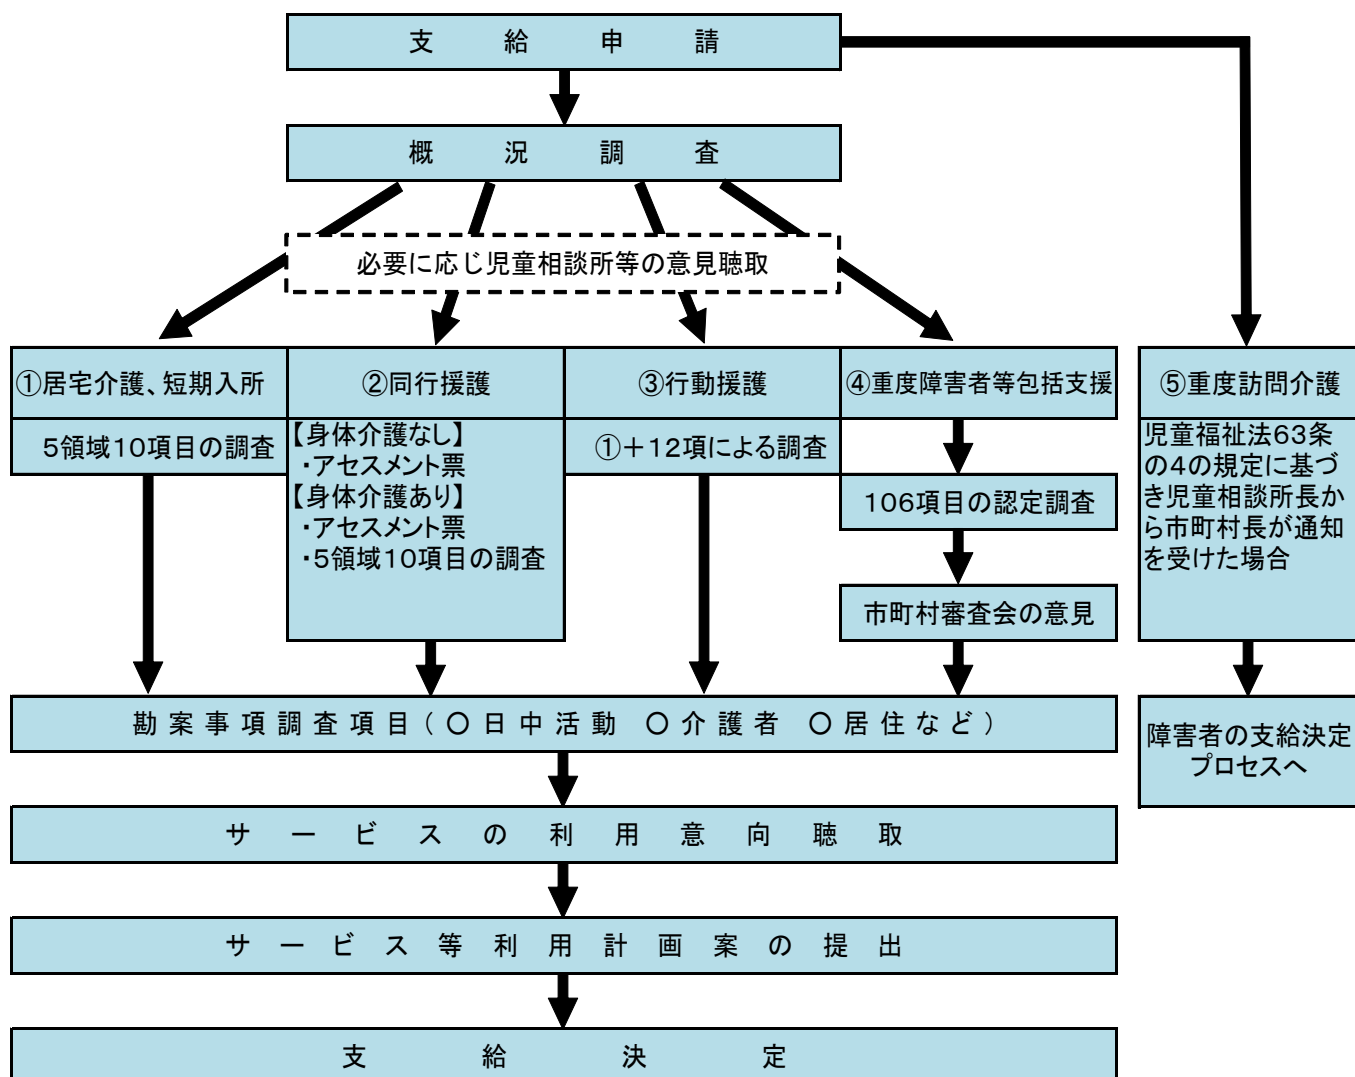 支給申請
概況調査
必要に応じ児童相談所等の意見聴取
①居宅介護、短期入所
5領域10項目の調査
②同行援護
【身体介護なし】
・アセスメント票
【身体介護あり】
・アセスメント票
・5領域10項目の調査
③行動援護
①＋12項による調査
④重度障害者等包括支援
106項目の認定調査
市町村審査会の意見
⑤重度訪問介護
児童福祉法63条
の4の規定に基づ
き児童相談所長か
ら市町村長が通知
を受けた場合
障害者の支給決定
プロセスへ
勘案事項調査項目(〇日中活動 〇介護者 〇居住など)
サービスの利用意向聴取
サービス等利用計画案の提出
支給決定